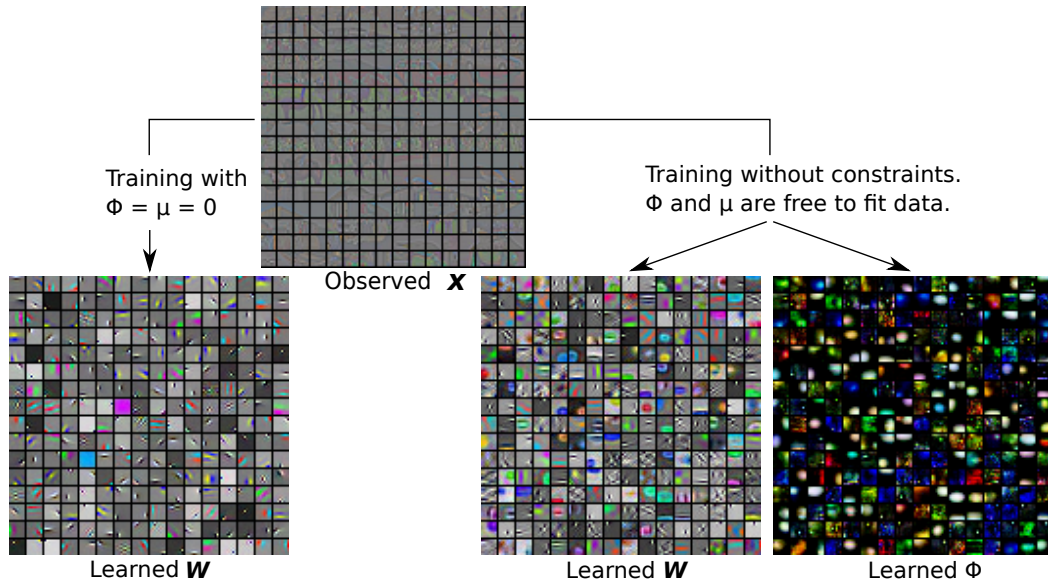 Training with
Φ = μ = 0
Training without constraints.
Φ and μ are free to fit data.
Observed x
Learned W
Learned W
Learned Φ